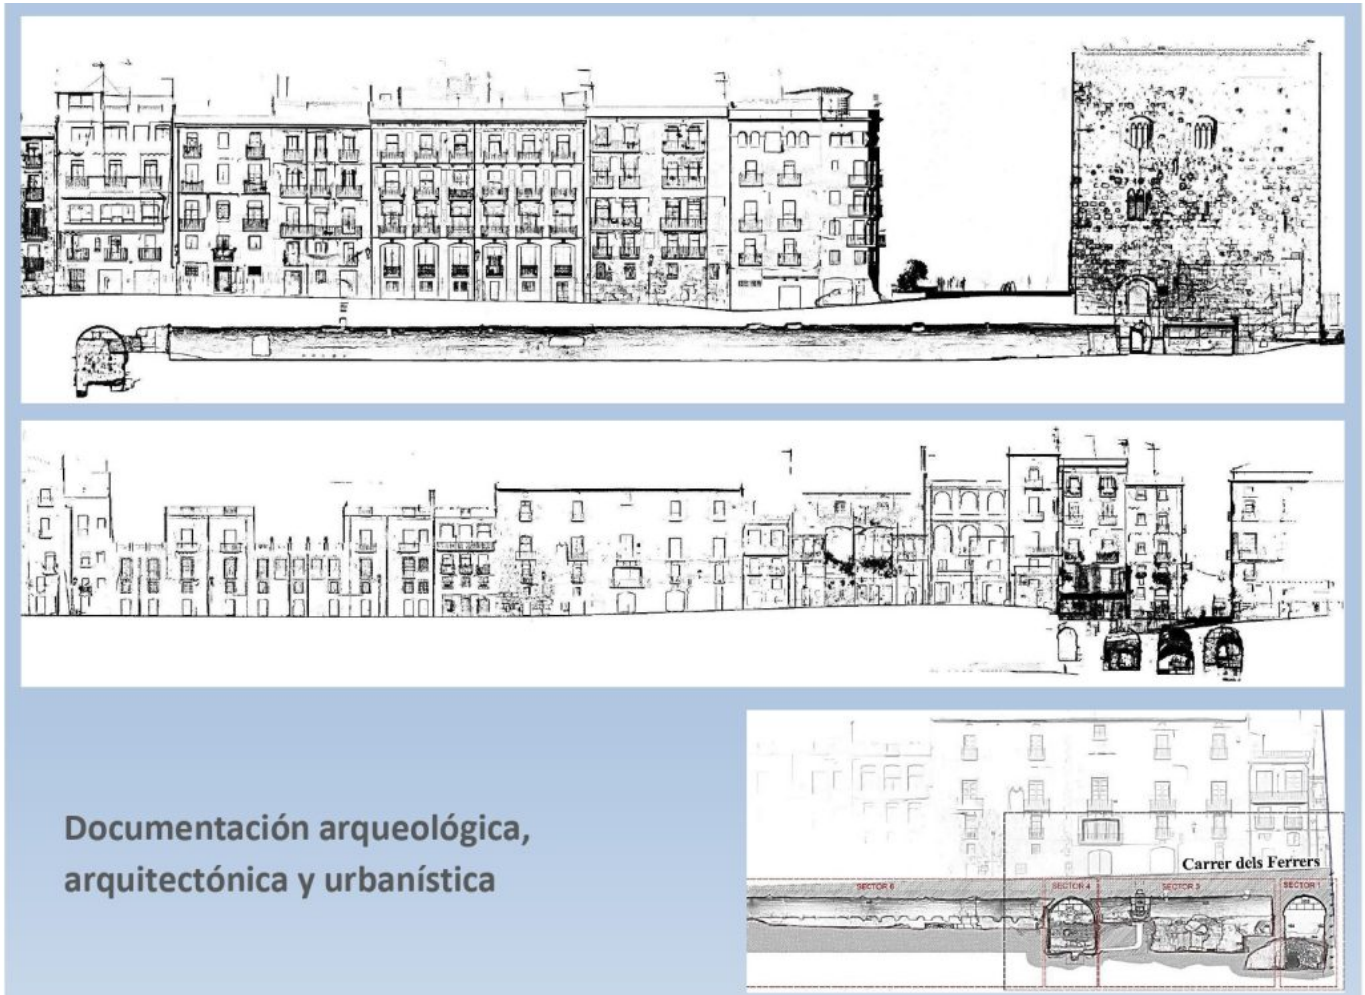 Documentación arqueológica,
arquitectónica y urbanística
Carrer dels Ferrers
SECTOR 6
SECTOR 4
SECTOR 3
SECTOR 1